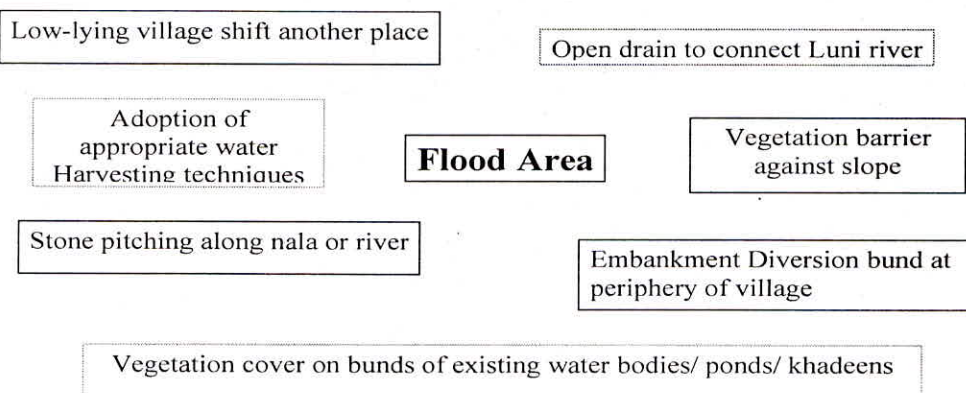 Low-lying village shift another place
Open drain to connect Luni river
Adoption of
appropriate water
Harvesting techniques
Flood Area
Vegetation barrier
against slope
Stone pitching along nala or river
Embankment Diversion bund at
periphery of village
Vegetation cover on bunds of existing water bodies/ ponds/ khadeens